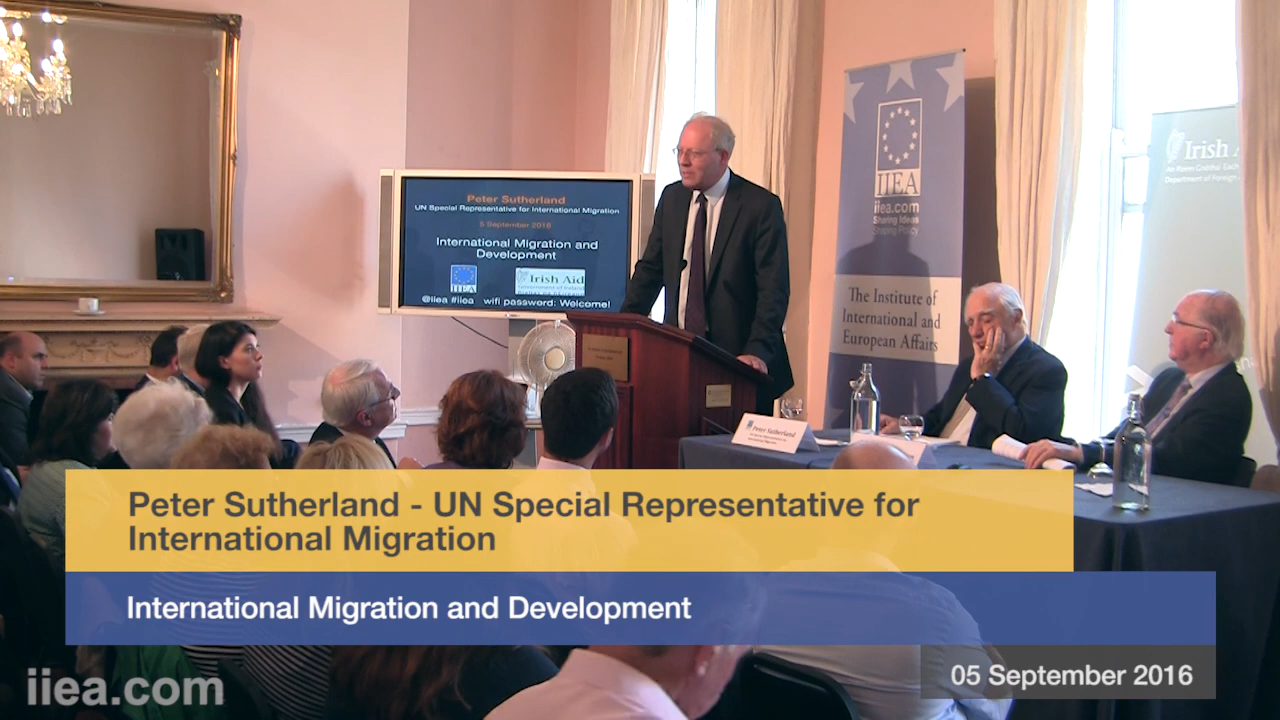 Peter Sutherland
UN Special Representative for International Migration
5 September 2016
International Migration and
Development
IIEA
Irish Aid
@iiea #iiea wifi password: Welcome!
IIEA
iiea.com
Sharing Ideas
Shaping Policy
The Institute of
International and
European Affairs
Irish
Department of Foreign
Peter Sutherland
Peter Sutherland - UN Special Representative for
International Migration
International Migration and Development
05 September 2016
iiea.com